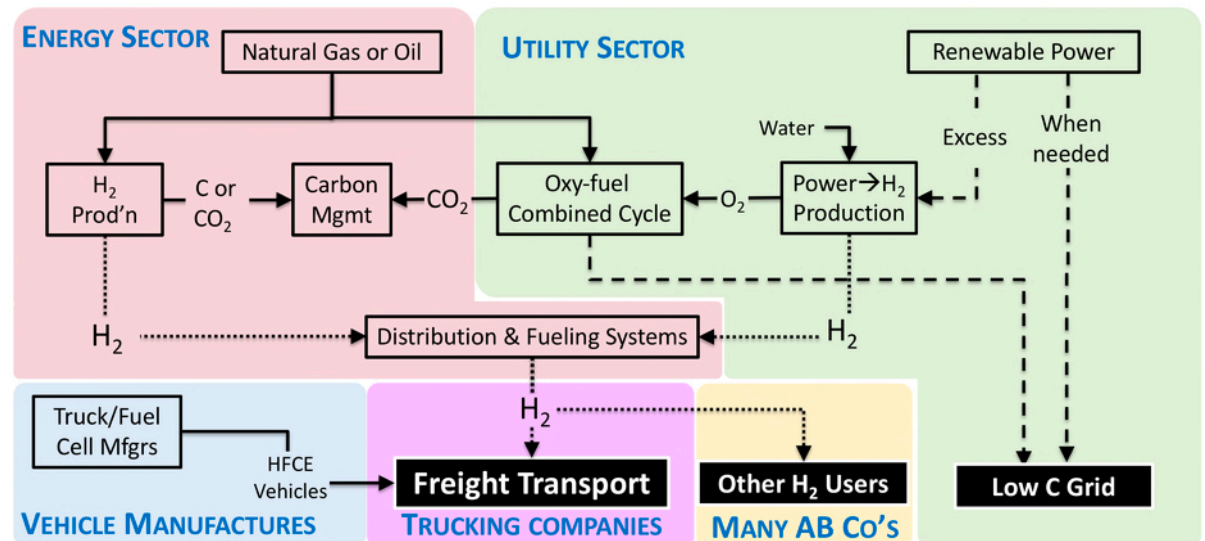 ENERGY SECTOR
Natural Gas or Oil
UTILITY SECTOR
Renewable Power
Water
Excess
When
needed
H₂
Prod'n
C or
CO₂
Carbon
Mgmt
CO₂
Oxy-fuel
Combined Cycle
O₂
Power→H₂
Production
H₂
Distribution & Fueling Systems
H₂
Truck/Fuel
Cell Mfgrs
H₂
HFCE
Vehicles
Freight Transport
Other H₂ Users
Low C Grid
VEHICLE MANUFACTURES
TRUCKING COMPANIES
MANY AB CO'S